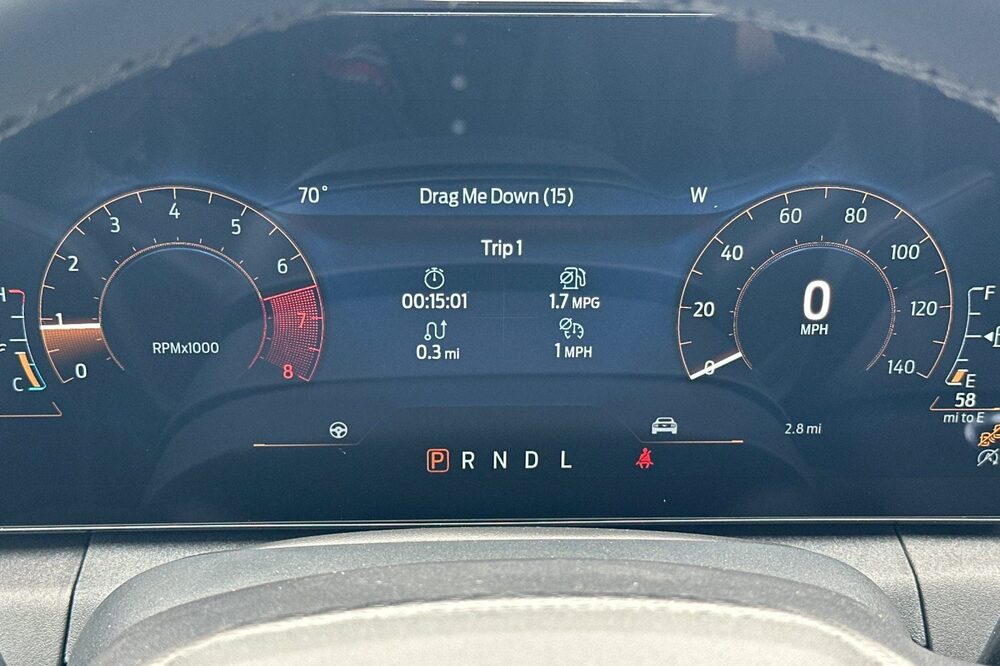 70° Drag Me Down (15) W
Trip 1
00:15:01 1.7 MPG
0.3 mi 1 MPH
0 1 2 3 4 5 6 7 8
RPMx1000
0 20 40 60 80 100 120 140
0
MPH
H
C
F
E
58
mi to E
2.8 mi
P R N D L